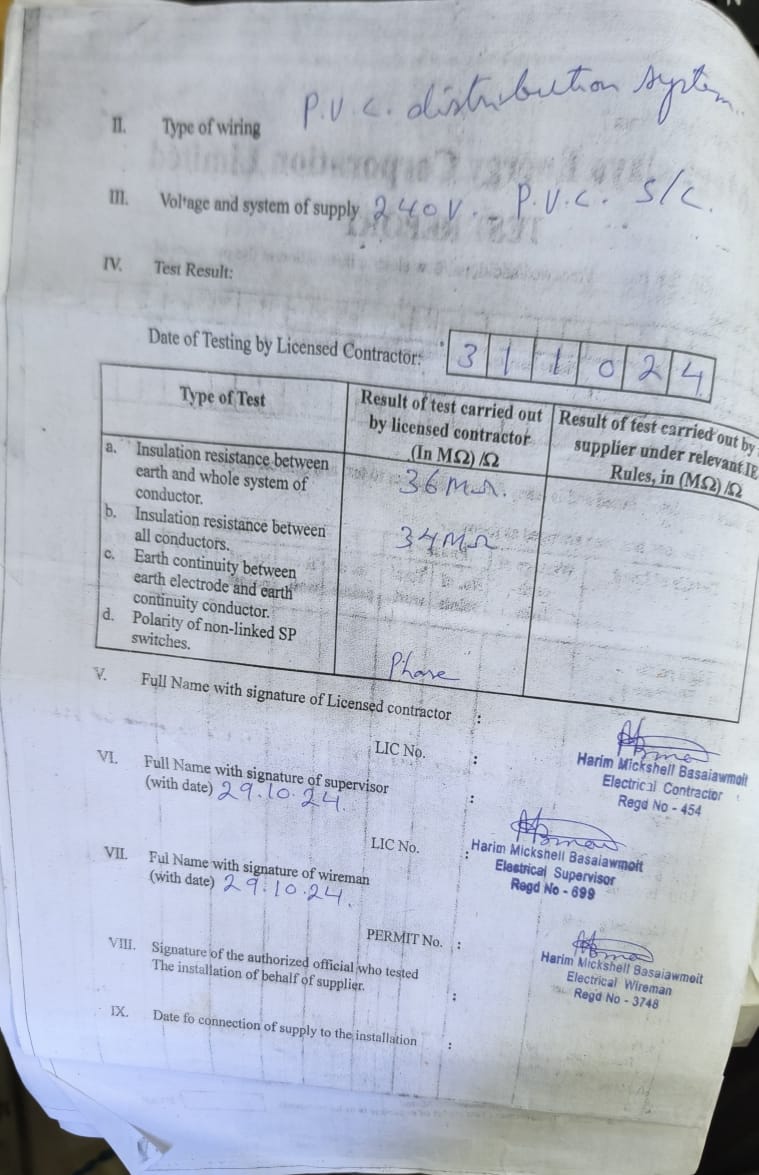 II. Type of wiring P.V.C. distribution system
III. Voltage and system of supply 240V. P.V.C. S/C.
IV. Test Result:
Date of Testing by Licensed Contractor: 3 1 1 0 2 4
Type of Test
Result of test carried out
by licensed contractor
(In MΩ) /Ω
Result of test carried out by
supplier under relevant IE
Rules, in (MΩ) /Ω
a. Insulation resistance between
earth and whole system of
conductor.
36 MΩ.
b. Insulation resistance between
all conductors.
34 MΩ
c. Earth continuity between
earth electrode and earth
continuity conductor.
d. Polarity of non-linked SP
switches.
Phase
V. Full Name with signature of Licensed contractor :
LIC No. :
Harim Mickshell Basaiawmoit
Electrical Contractor
Regd No - 454
VI. Full Name with signature of supervisor
(with date) 29.10.24. :
LIC No. :
Harim Mickshell Basaiawmoit
Electrical Supervisor
Regd No - 699
VII. Ful Name with signature of wireman
(with date) 29.10.24.
PERMIT No. :
Harim Mickshell Basaiawmoit
Electrical Wireman
Regd No - 3748
VIII. Signature of the authorized official who tested
The installation of behalf of supplier. :
IX. Date fo connection of supply to the installation :